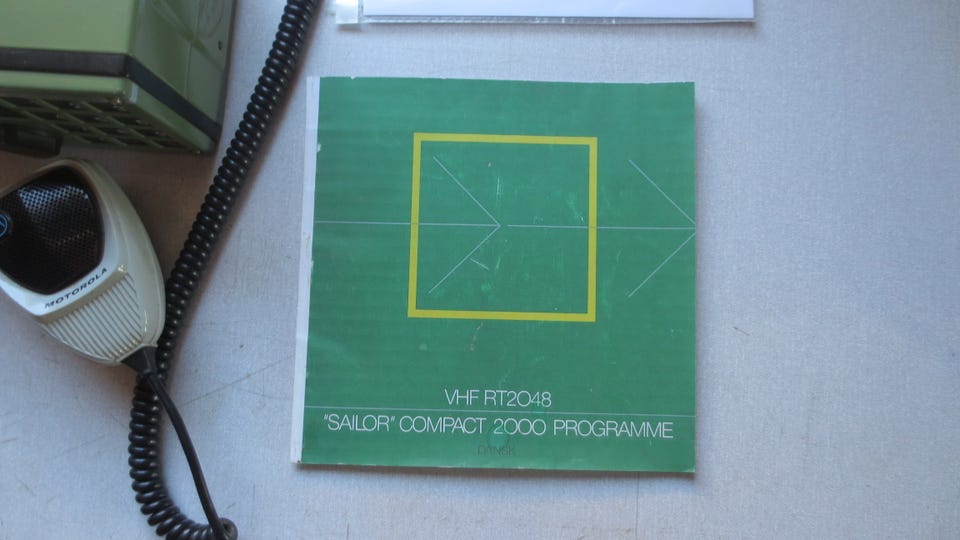 MOTOROLA
VHF RT2048
"SAILOR" COMPACT 2000 PROGRAMME
DANSK